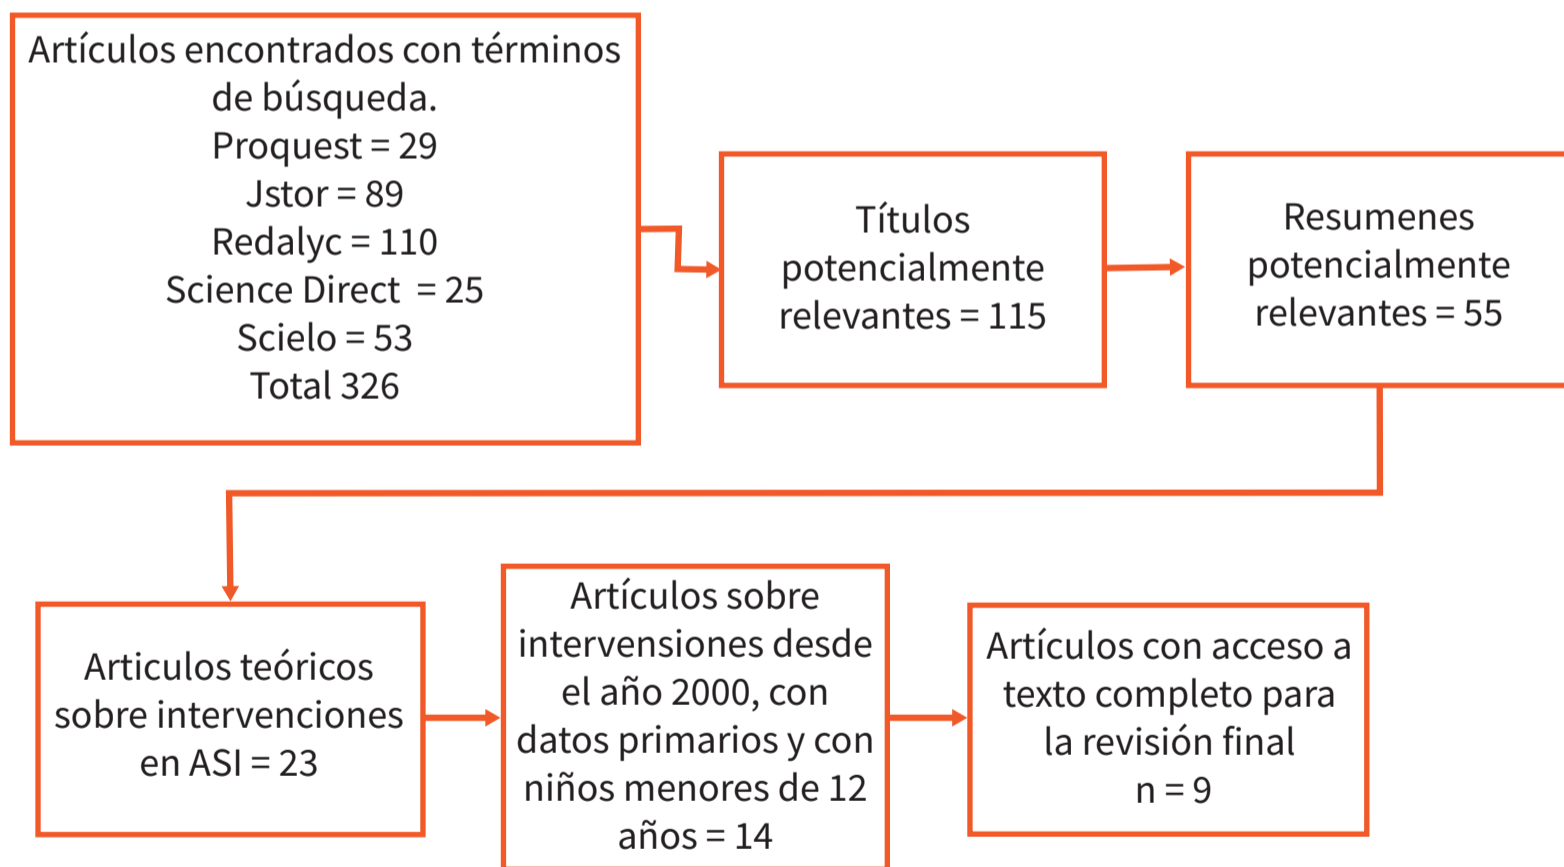 Artículos encontrados con términos
de búsqueda.
Proquest = 29
Jstor = 89
Redalyc = 110
Science Direct = 25
Scielo = 53
Total 326
Títulos
potencialmente
relevantes = 115
Resumenes
potencialmente
relevantes = 55
Articulos teóricos
sobre intervenciones
en ASI = 23
Artículos sobre
intervensiones desde
el año 2000, con
datos primarios y con
niños menores de 12
años = 14
Artículos con acceso a
texto completo para
la revisión final
n = 9